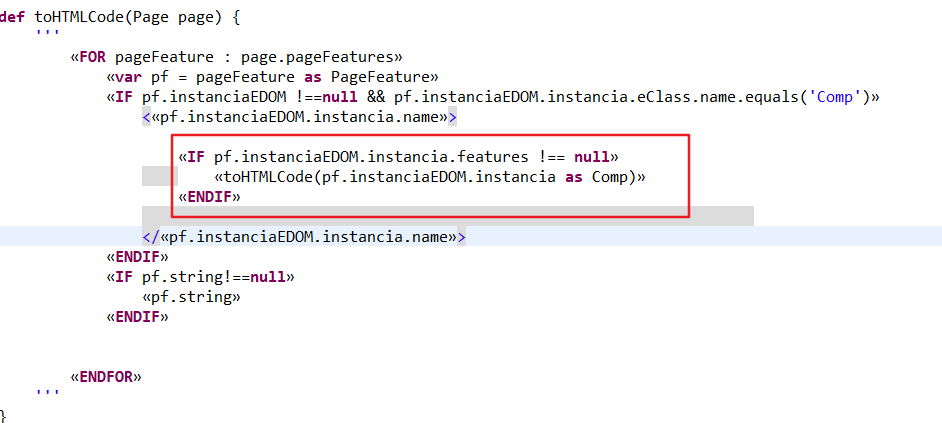 def toHTMLCode(Page page) {
'''
«FOR pageFeature : page.pageFeatures»
«var pf = pageFeature as PageFeature»
«IF pf.instanciaEDOM !==null && pf.instanciaEDOM.instancia.eClass.name.equals('Comp')»
<«pf.instanciaEDOM.instancia.name»>
«IF pf.instanciaEDOM.instancia.features !== null»
«toHTMLCode(pf.instanciaEDOM.instancia as Comp)»
«ENDIF»
</«pf.instanciaEDOM.instancia.name»>
«ENDIF»
«IF pf.string!==null»
«pf.string»
«ENDIF»
«ENDFOR»
'''
}